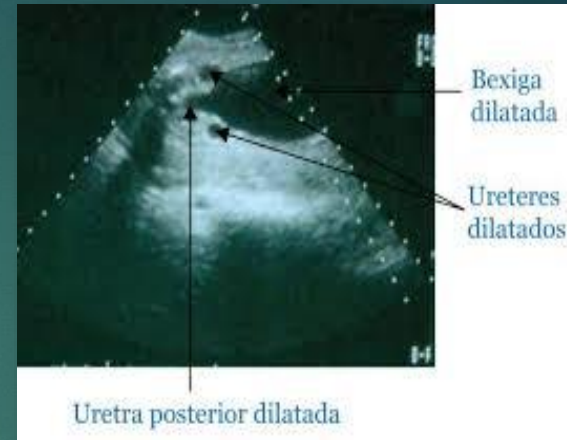 Bexiga
dilatada
Ureteres
dilatados
Uretra posterior dilatada